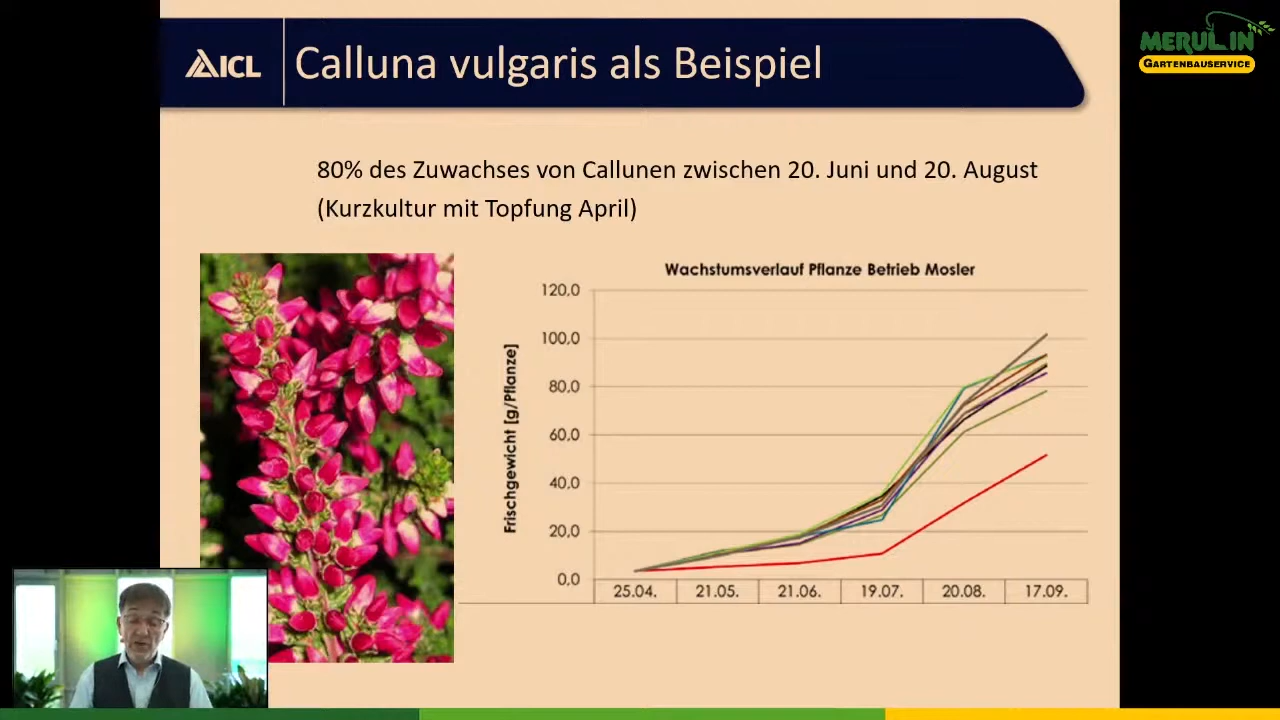 ICL
Calluna vulgaris als Beispiel
MERUL.IN
GARTENBAUSERVICE
80% des Zuwachses von Callunen zwischen 20. Juni und 20. August
(Kurzkultur mit Topfung April)
Wachstumsverlauf Pflanze Betrieb Mosler
Frischgewicht [g/Pflanze]
120,0
100,0
80,0
60,0
40,0
20,0
0,0
25.04. 21.05. 21.06. 19.07. 20.08. 17.09.